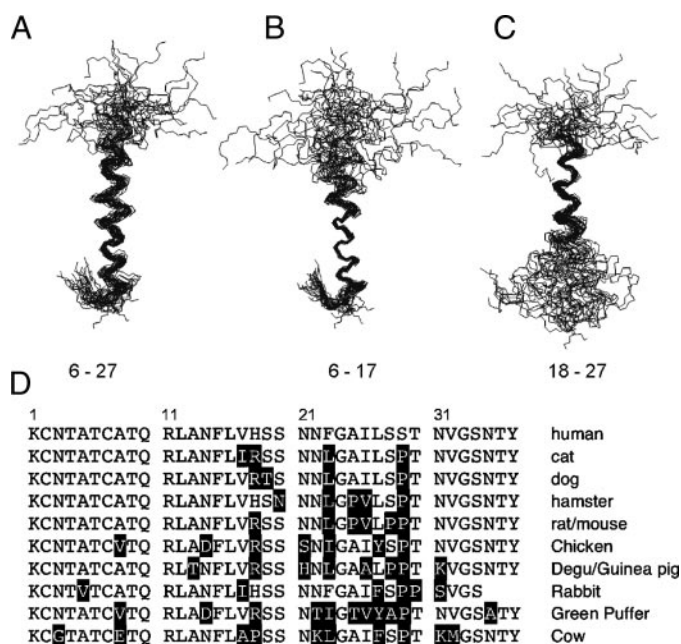 A B C
6 - 27 6 - 17 18 - 27
D
1 11 21 31
KCNTATCATQ RLANFLVHSS NNFGAILSST NVGSNTY human
KCNTATCATQ RLANFLIRSS NNLGAILSPT NVGSNTY cat
KCNTATCATQ RLANFLVRTS NNLGAILSPT NVGSNTY dog
KCNTATCATQ RLANFLVHSN NNLGPVLSPT NVGSNTY hamster
KCNTATCATQ RLANFLVRSS NNLGPVLPPT NVGSNTY rat/mouse
KCNTATCVTQ RLADFLVRSS SNIGAIYSPT KVGSNTY Chicken
KCNTATCATQ RLTNFLVRSS HNLGAALPPT KVGSNTY Degu/Guinea pig
KCNTVTCATQ RLANFLIHSS NNFGAIFSPP SVGS Rabbit
KCNTATCVTQ RLADFLVRSS NTIGTVYAPT NVGSATY Green Puffer
KCGTATCETQ RLANFLAPSS NKLGAIFSPT KMGSNTY Cow